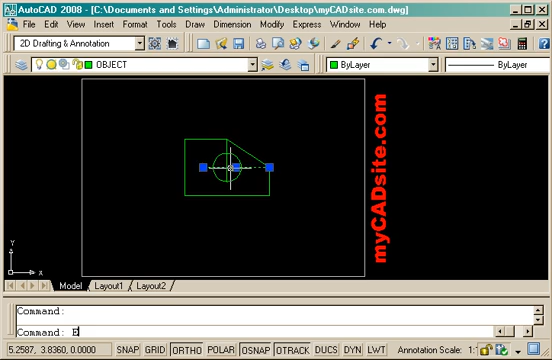 AutoCAD 2008 - [C:\Documents and Settings\Administrator\Desktop\myCADsite.com.dwg]
File Edit View Insert Format Tools Draw Dimension Modify Express Window Help
2D Drafting & Annotation
OBJECT
ByLayer
ByLayer
myCADsite.com
Y
X
Model Layout1 Layout2
Command:
Command: E
5.2587, 3.8360, 0.0000 SNAP GRID ORTHO POLAR OSNAP OTRACK DUCS DYN LWT Annotation Scale: 1: